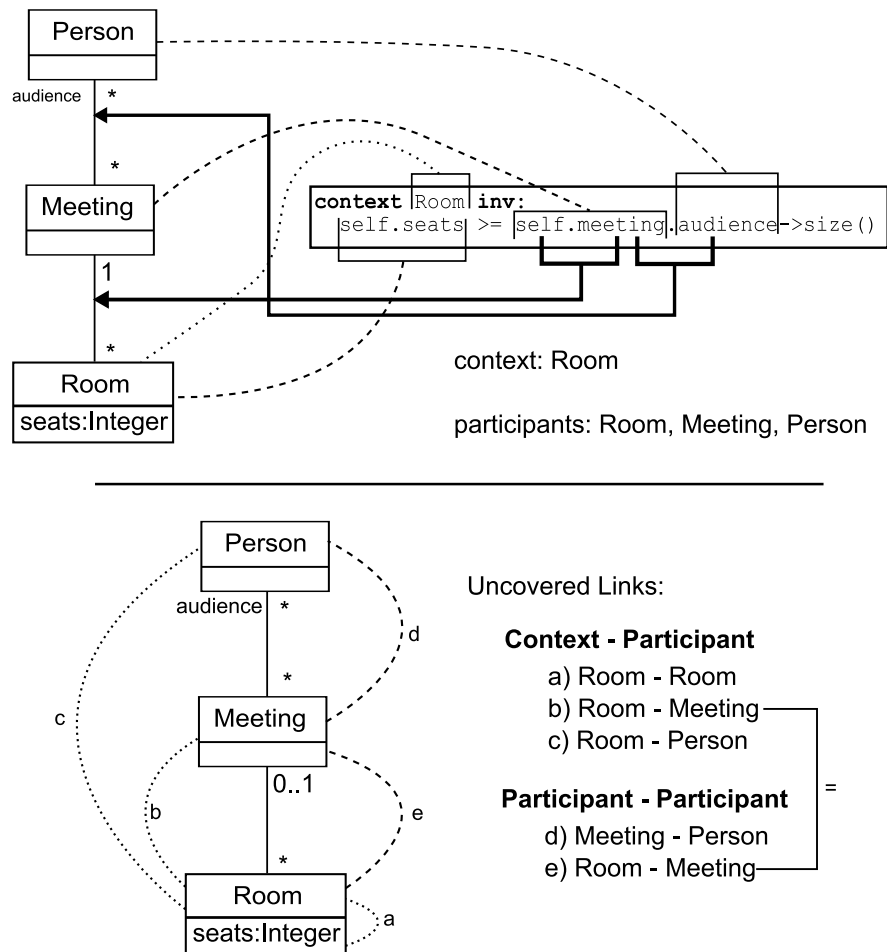 Person
audience
*
*
Meeting
1
*
Room
seats:Integer
context Room inv:
self.seats >= self.meeting.audience->size()
context: Room
participants: Room, Meeting, Person
Person
audience
*
d
*
c
Meeting
0..1
b
e
*
Room
seats:Integer
a
Uncovered Links:
Context - Participant
a) Room - Room
b) Room - Meeting
c) Room - Person
=
Participant - Participant
d) Meeting - Person
e) Room - Meeting